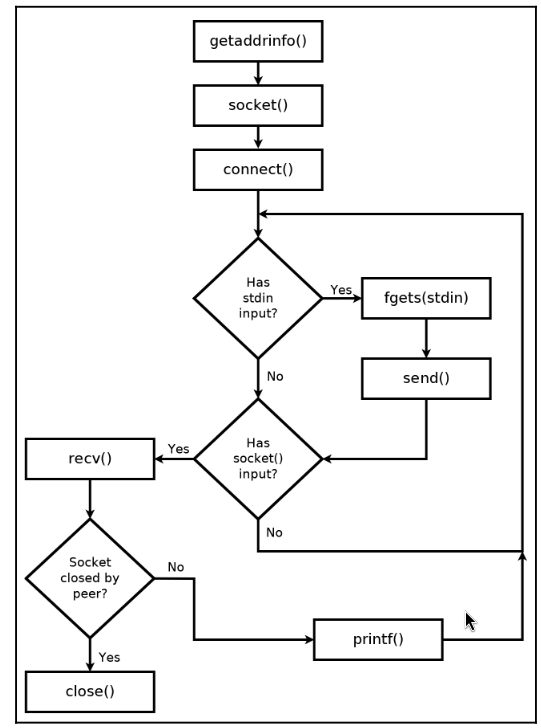 getaddrinfo()
socket()
connect()
Has
stdin
input?
Yes
fgets(stdin)
send()
No
Has
socket()
input?
Yes
recv()
No
Socket
closed by
peer?
No
printf()
Yes
close()